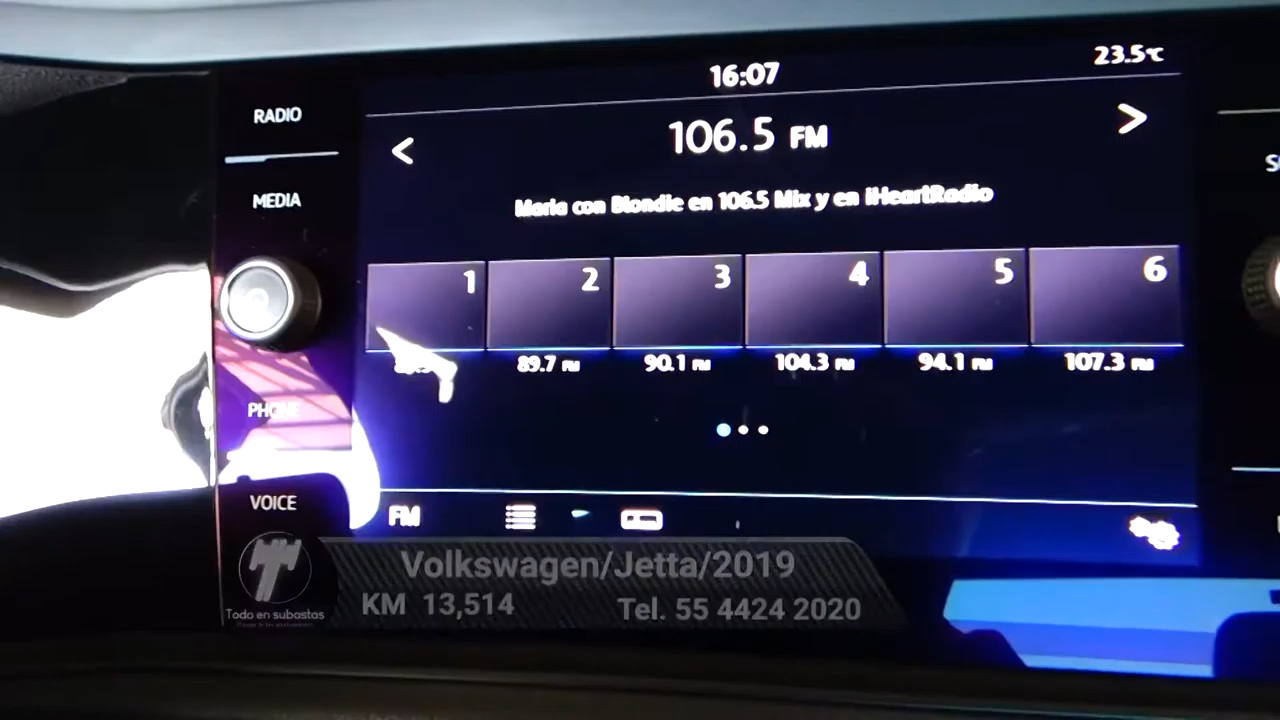 16:07
23.5°C
RADIO
106.5 FM
MEDIA
Maria con Blondie en 106.5 Mix y en iHeartRadio
1 2 3 4 5 6
89.7 FM 90.1 FM 104.3 FM 94.1 FM 107.3 FM
PHONE
VOICE
FM
Volkswagen/Jetta/2019
KM 13,514 Tel. 55 4424 2020
Todo en subastas